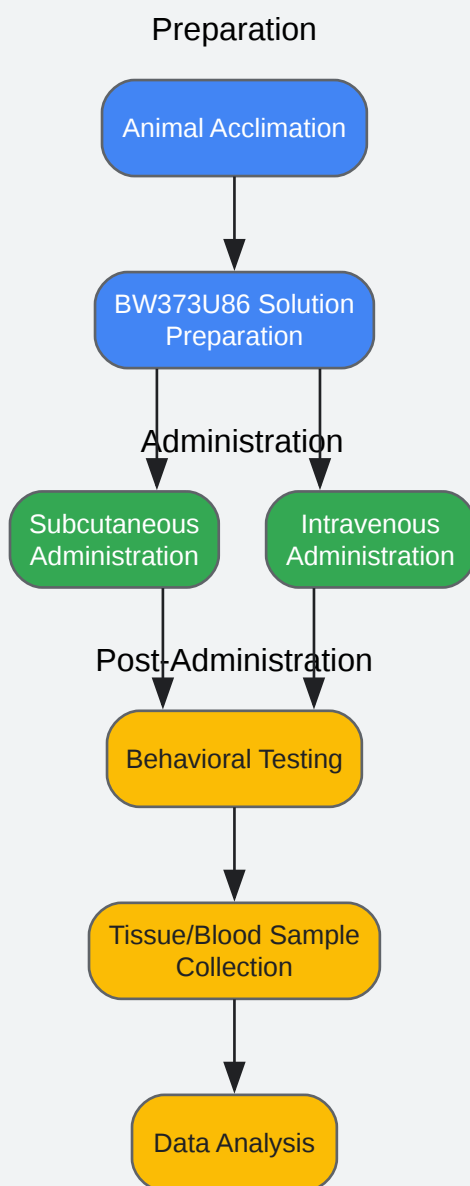 Preparation
Animal Acclimation
BW373U86 Solution
Preparation
Administration
Subcutaneous
Administration
Intravenous
Administration
Post-Administration
Behavioral Testing
Tissue/Blood Sample
Collection
Data Analysis